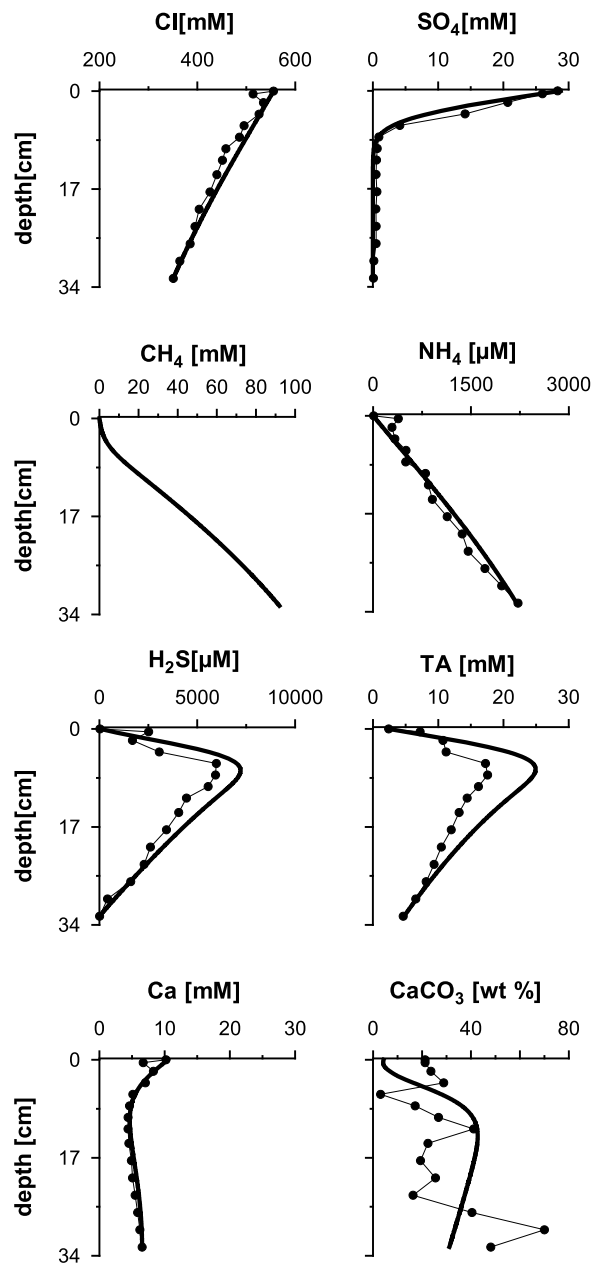 Cl[mM] SO₄[mM]
200 400 600 0 10 20 30
0
17
34
depth[cm]
CH₄ [mM] NH₄ [µM]
0 20 40 60 80 100 0 1500 3000
0
17
34
depth[cm]
H₂S[µM] TA [mM]
0 5000 10000 0 10 20 30
0
17
34
depth[cm]
Ca [mM] CaCO₃ [wt %]
0 10 20 30 0 40 80
0
17
34
depth [cm]